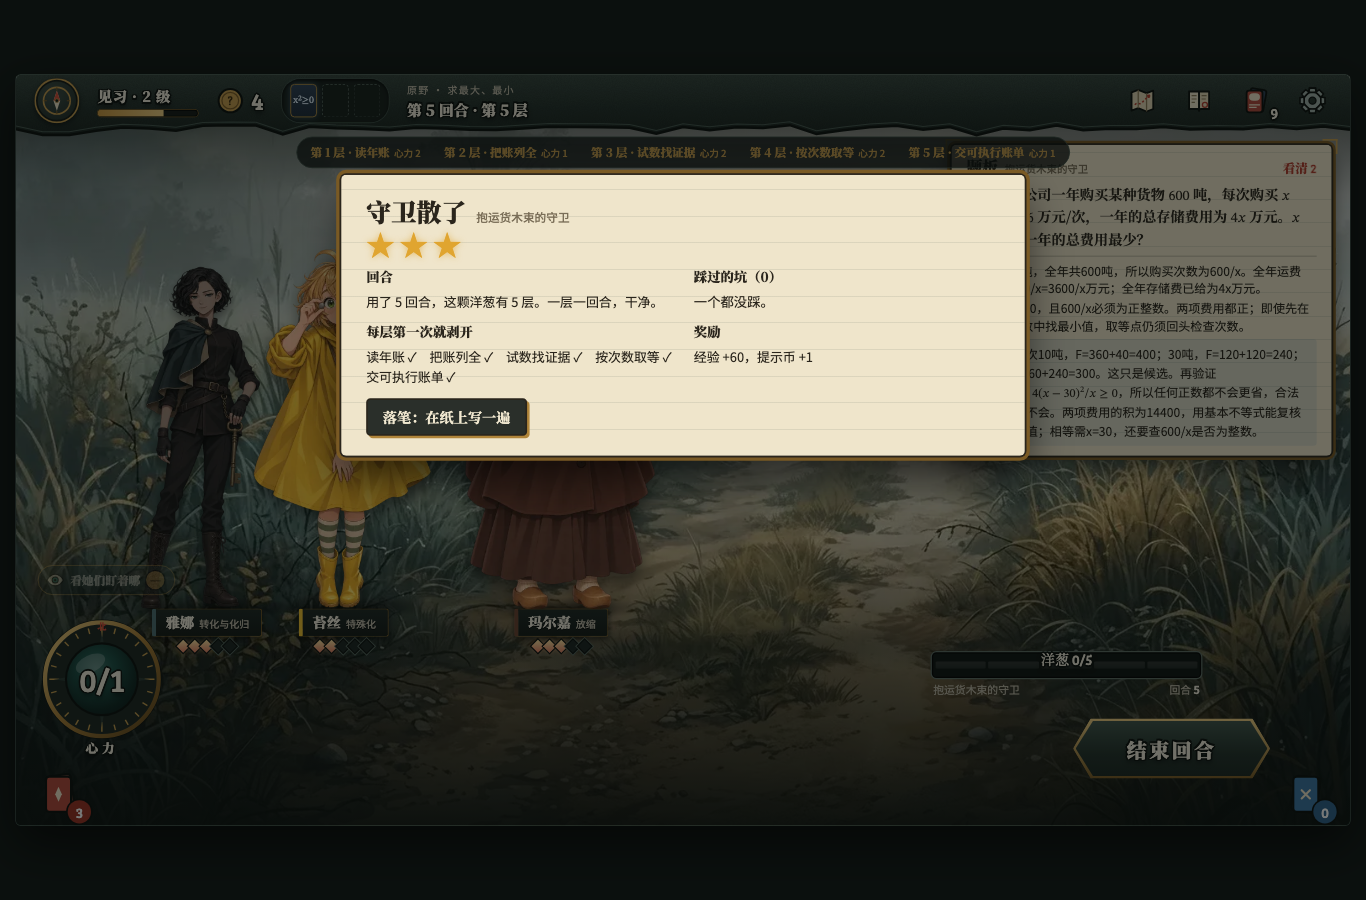 见习 · 2 级
4
x²≥0
原野 · 求最大、最小
第 5 回合 · 第 5 层
9
第 1 层 · 读年账 心力 2
第 2 层 · 把账列全 心力 1
第 3 层 · 试数找证据 心力 2
第 4 层 · 按次数取等 心力 2
第 5 层 · 交可执行账单 心力 1
抱运货木束的守卫
看清 2
公司一年购买某种货物 600 吨，每次购买 x
万元/次，一年的总存储费用为 4x 万元。x
一年的总费用最少？
，全年共600吨，所以购买次数为600/x。全年运费
/x=3600/x万元；全年存储费已给为4x万元。
0，且600/x必须为正整数。两项费用都正；即使先在
中找最小值，取等点仍须回头检查次数。
次10吨，F=360+40=400；30吨，F=120+120=240；
60+240=300。这只是候选。再验证
4(x − 30)²/x ≥ 0，所以任何正数都不会更省，合法
不会。两项费用的积为14400，用基本不等式能复核
值；相等需x=30，还要查600/x是否为整数。
守卫散了 抱运货木束的守卫
回合
用了 5 回合，这颗洋葱有 5 层。一层一回合，干净。
踩过的坑（0）
一个都没踩。
每层第一次就剥开
读年账 ✓ 把账列全 ✓ 试数找证据 ✓ 按次数取等 ✓
交可执行账单 ✓
奖励
经验 +60，提示币 +1
落笔：在纸上写一遍
看她们盯着哪
雅娜 转化与化归
苔丝 特殊化
玛尔嘉 放缩
0/1
心力
3
洋葱 0/5
抱运货木束的守卫
回合 5
结束回合
0